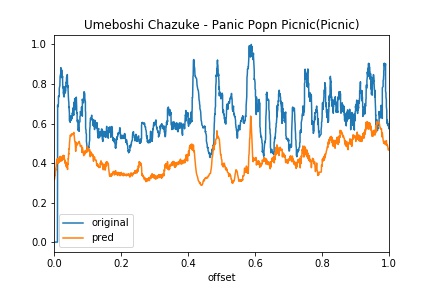 Umeboshi Chazuke - Panic Popn Picnic(Picnic)
1.0
0.8
0.6
0.4
0.2
0.0
original
pred
0.0 0.2 0.4 0.6 0.8 1.0
offset